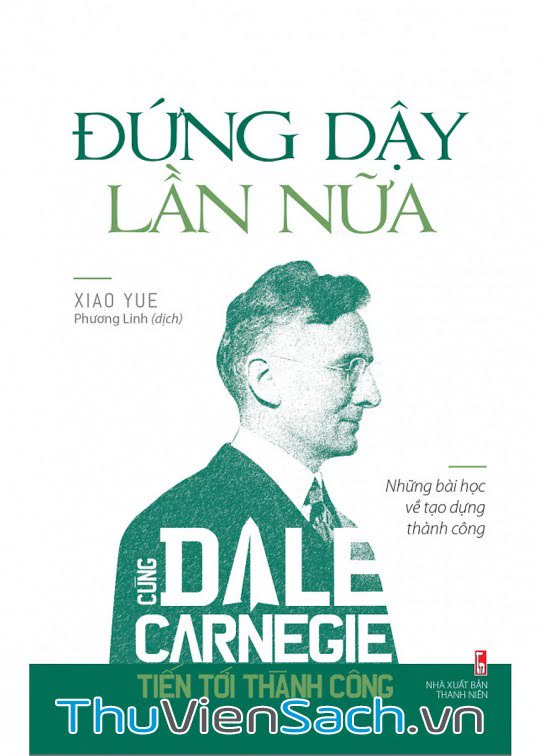 ĐỨNG DẬY
LẦN NỮA
XIAO YUE
Phương Linh (dịch)
Những bài học
về tạo dựng
thành công
CÙNG
DALE
CARNEGIE
TIẾN TỚI THÀNH CÔNG
NHÀ XUẤT BẢN
THANH NIÊN
ThuVienSach.vn